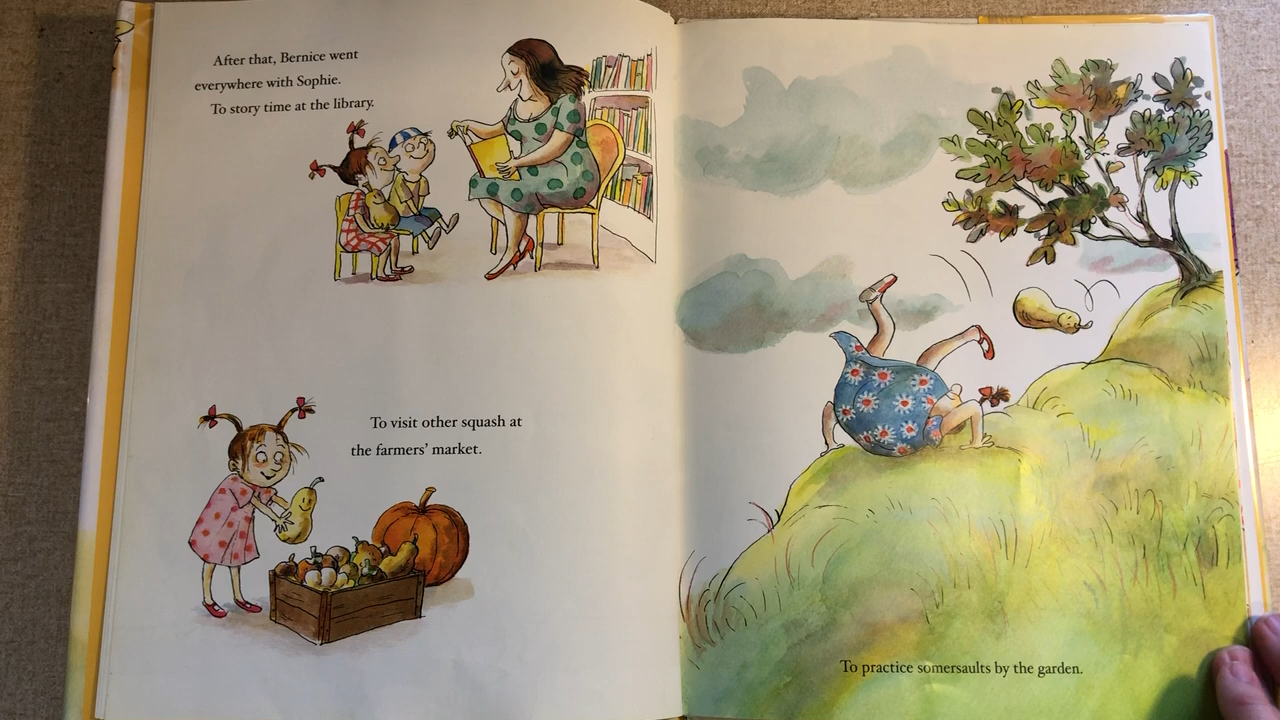 After that, Bernice went
everywhere with Sophie.
To story time at the library.
To visit other squash at
the farmers’ market.
To practice somersaults by the garden.